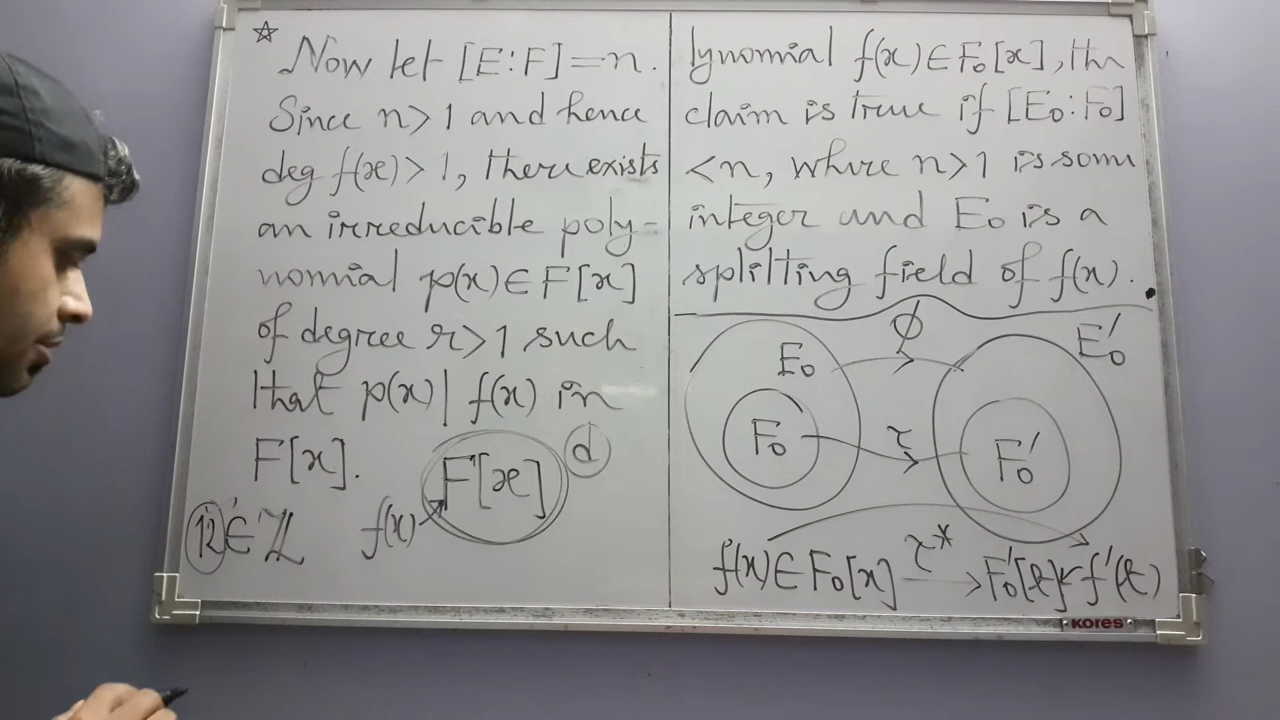 ☆ Now let [E:F]=n.
Since n>1 and hence
deg f(x)>1, there exists
an irreducible poly-
nomial p(x)∈F[x]
of degree r>1 such
that p(x)| f(x) in
F[x].
F[x] d
12∈ℤ f(x)
lynomial f(x)∈F₀[x], the
claim is true if [E₀:F₀]
<n, where n>1 is some
integer and E₀ is a
splitting field of f(x).
ϕ E₀′
E₀
F₀ τ F₀′
f(x)∈F₀[x] τ* F₀′[t] f′(t)
KORES